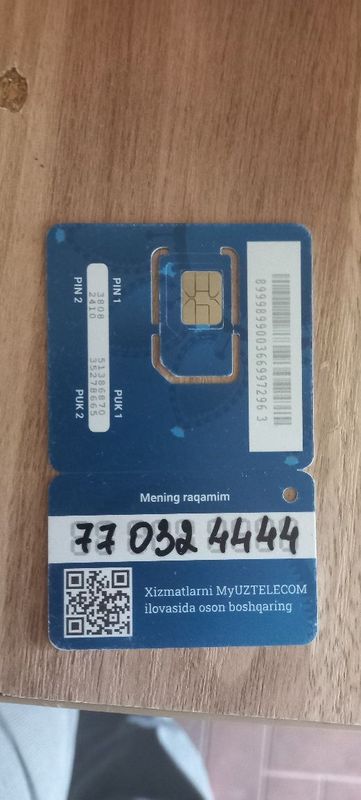 8999899003669972963
PIN 1
3808
PIN 2
2410
PUK 1
51386870
PUK 2
35278665
Mening raqamim
77 032 4444
Xizmatlarni MyUZTELECOM
ilovasida oson boshqaring